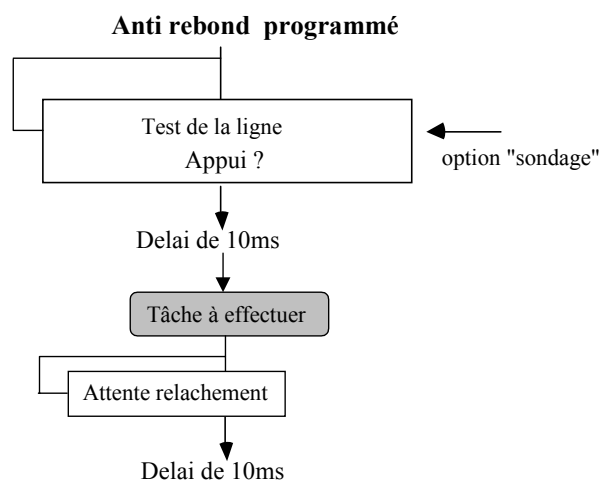 Anti rebond programmé
Test de la ligne
Appui ?
option "sondage"
Delai de 10ms
Tâche à effectuer
Attente relachement
Delai de 10ms